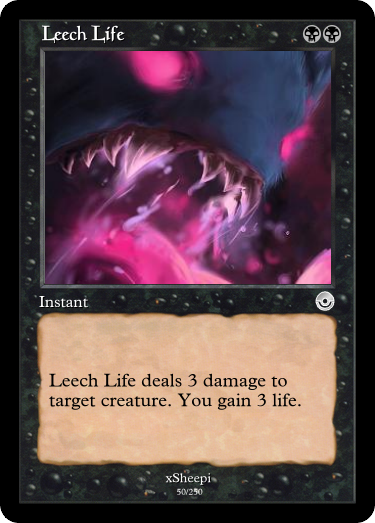 Leech Life
Instant
Leech Life deals 3 damage to
target creature. You gain 3 life.
xSheepi
50/250